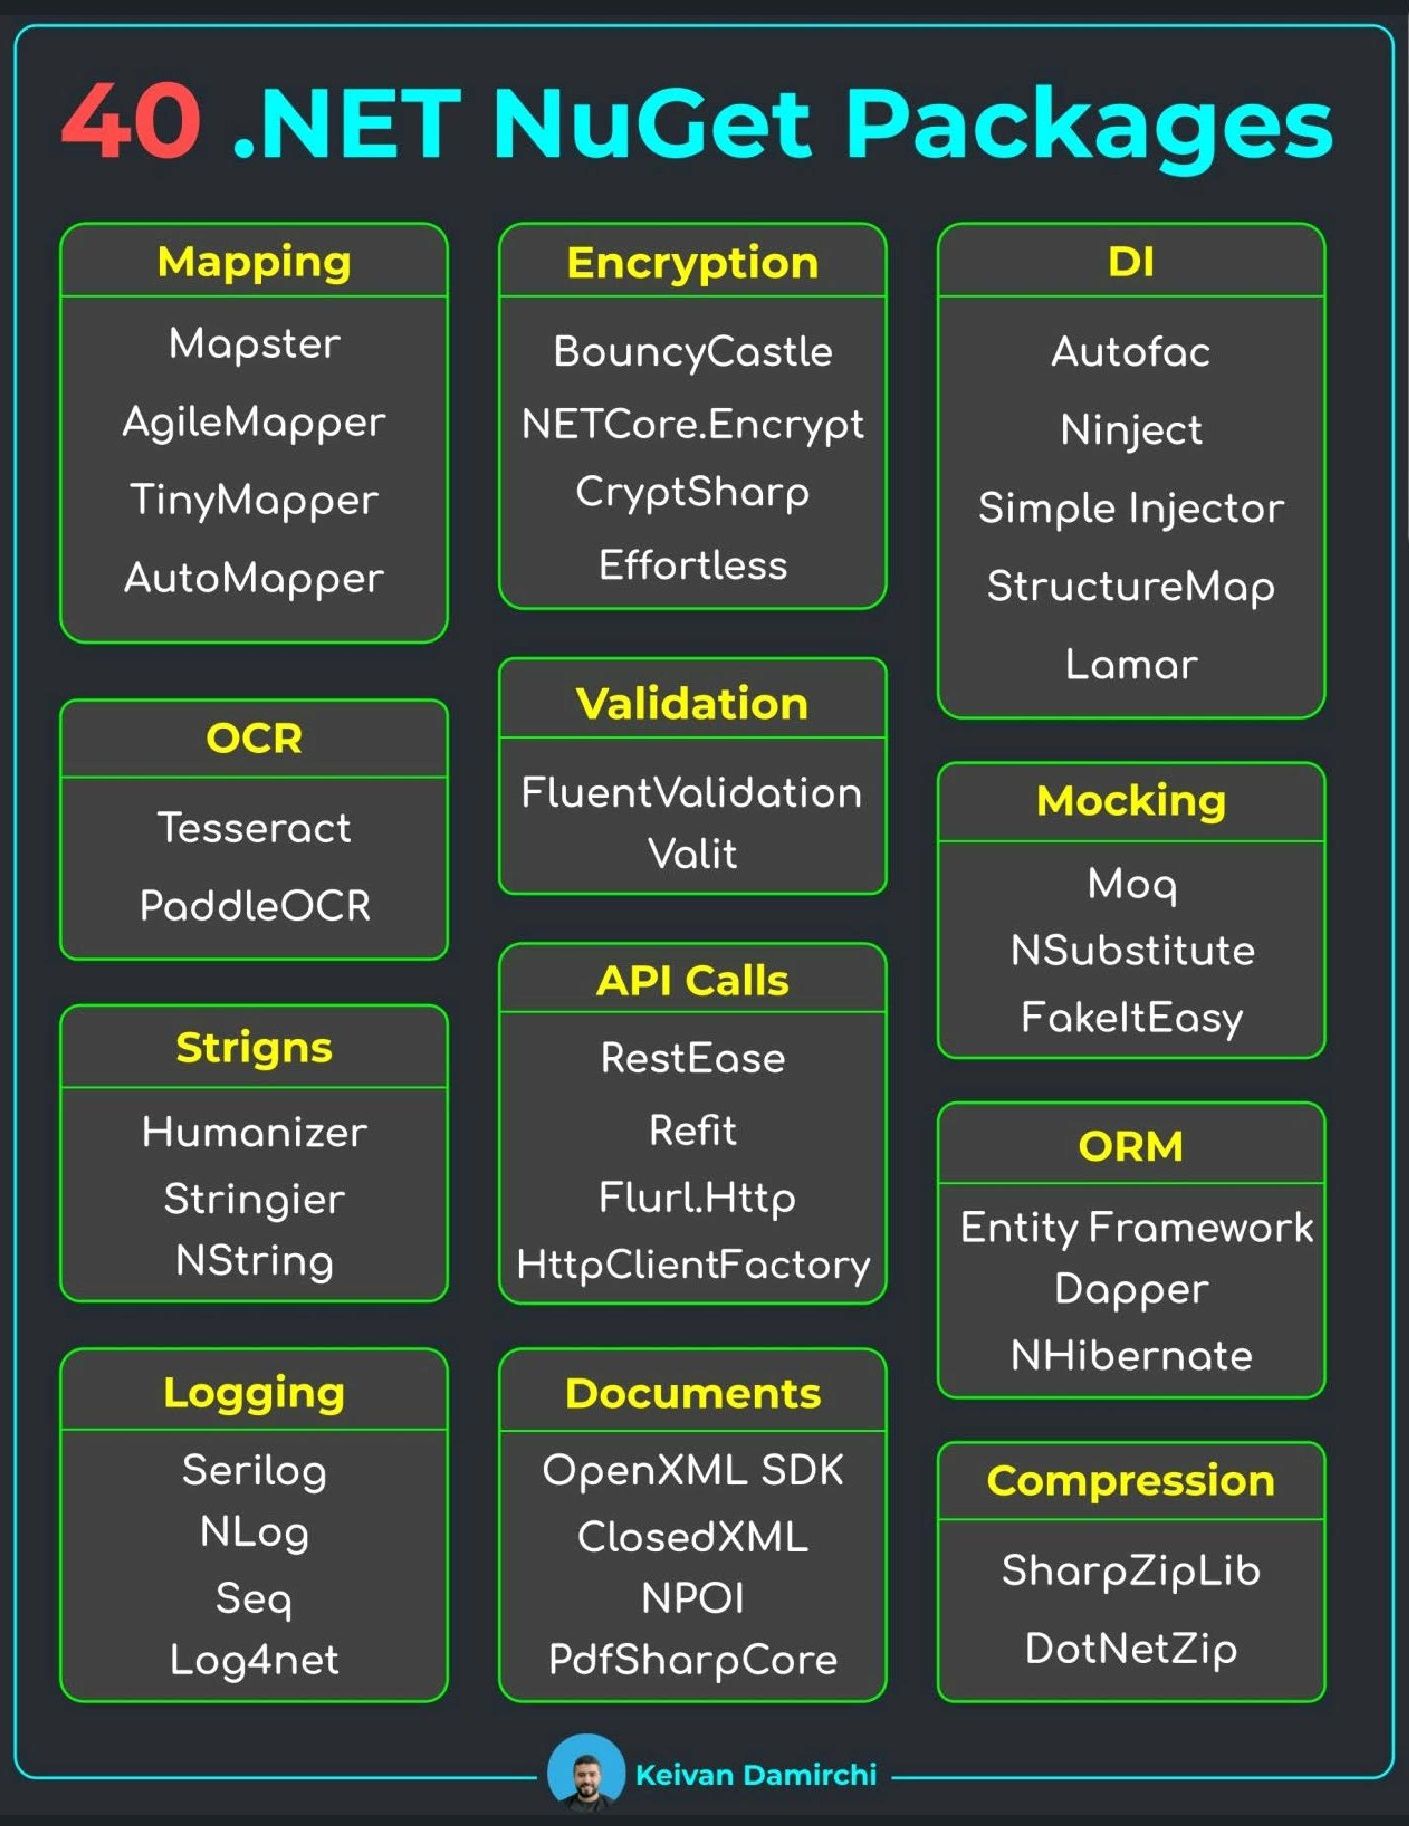 40 .NET NuGet Packages
Mapping
Mapster
AgileMapper
TinyMapper
AutoMapper
OCR
Tesseract
PaddleOCR
Strigns
Humanizer
Stringier
NString
Logging
Serilog
NLog
Seq
Log4net
Encryption
BouncyCastle
NETCore.Encrypt
CryptSharp
Effortless
Validation
FluentValidation
Valit
API Calls
RestEase
Refit
Flurl.Http
HttpClientFactory
Documents
OpenXML SDK
ClosedXML
NPOI
PdfSharpCore
DI
Autofac
Ninject
Simple Injector
StructureMap
Lamar
Mocking
Moq
NSubstitute
FakeItEasy
ORM
Entity Framework
Dapper
NHibernate
Compression
SharpZipLib
DotNetZip
Keivan Damirchi